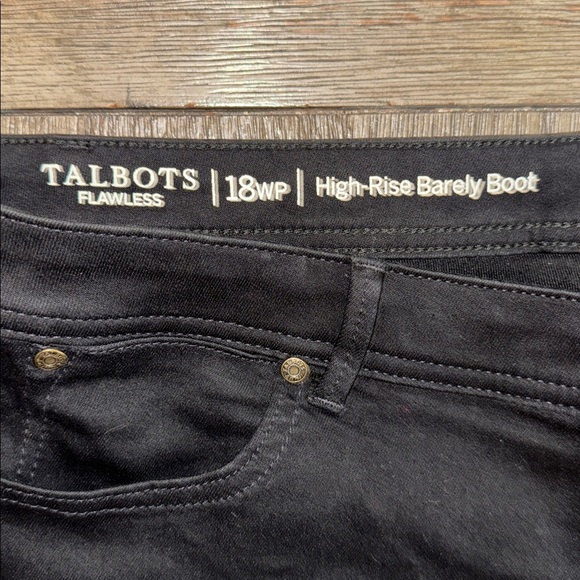 TALBOTS
FLAWLESS
| 18WP | High-Rise Barely Boot